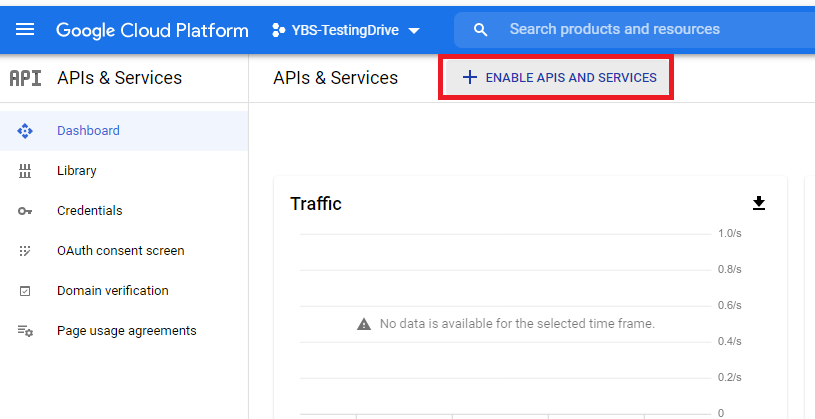 Google Cloud Platform YBS-TestingDrive Search products and resources
API APIs & Services
APIs & Services + ENABLE APIS AND SERVICES
Dashboard
Library
Credentials
OAuth consent screen
Domain verification
Page usage agreements
Traffic
1.0/s
0.8/s
0.6/s
No data is available for the selected time frame.
0.4/s
0.2/s
0